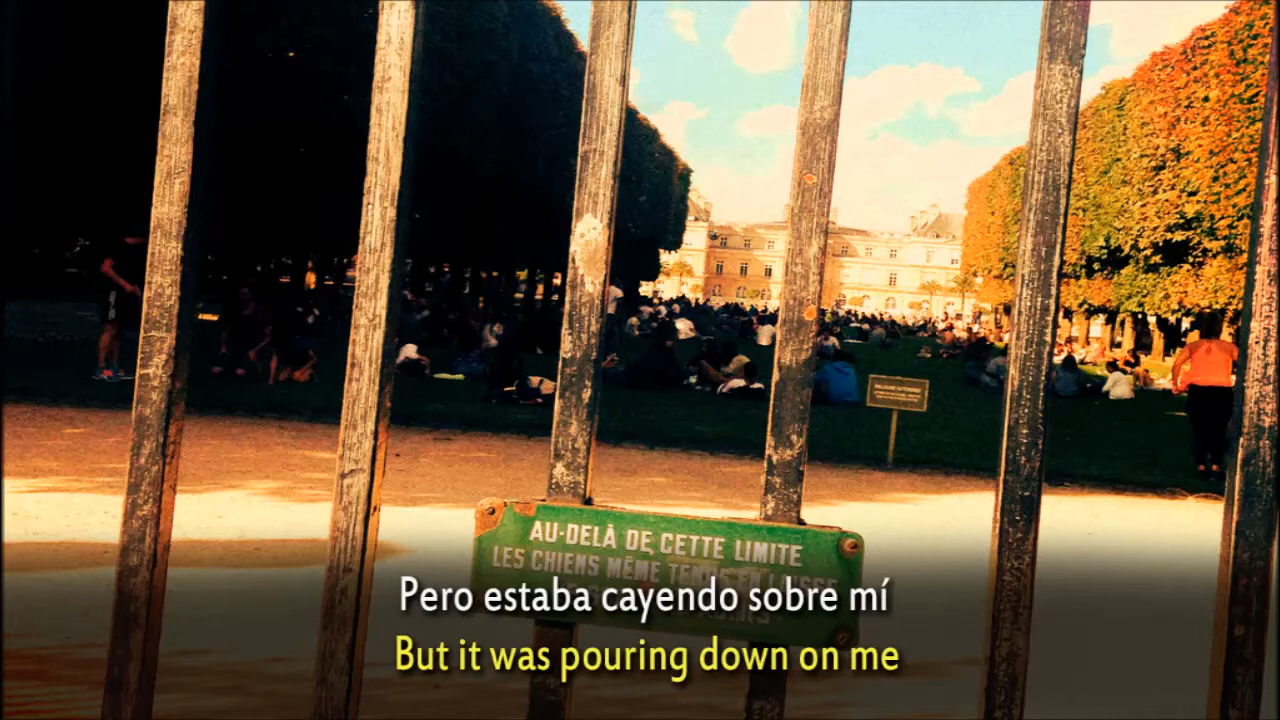 AU-DELÀ DE CETTE LIMITE
LES CHIENS MÊME TENUS EN LAISSE
Pero estaba cayendo sobre mí
But it was pouring down on me